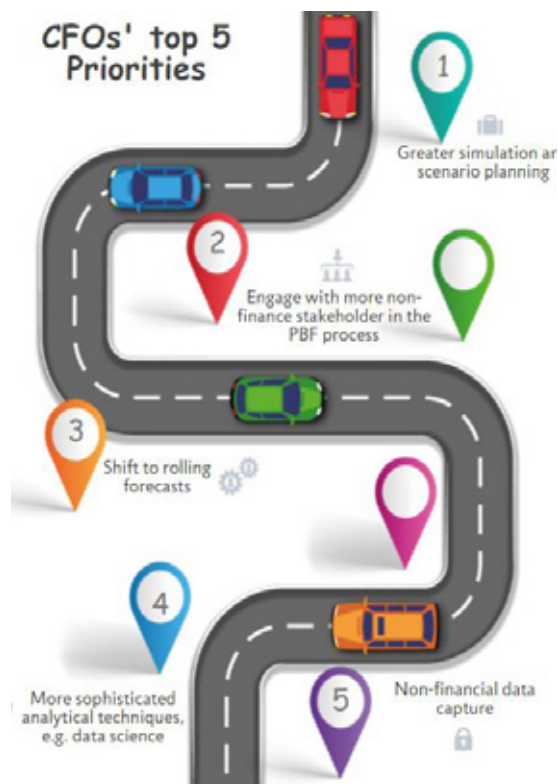 CFOs' top 5
Priorities
1
Greater simulation an
scenario planning
2
Engage with more non-
finance stakeholder in the
PBF process
3
Shift to rolling
forecasts
4
More sophisticated
analytical techniques,
e.g. data science
5
Non-financial data
capture